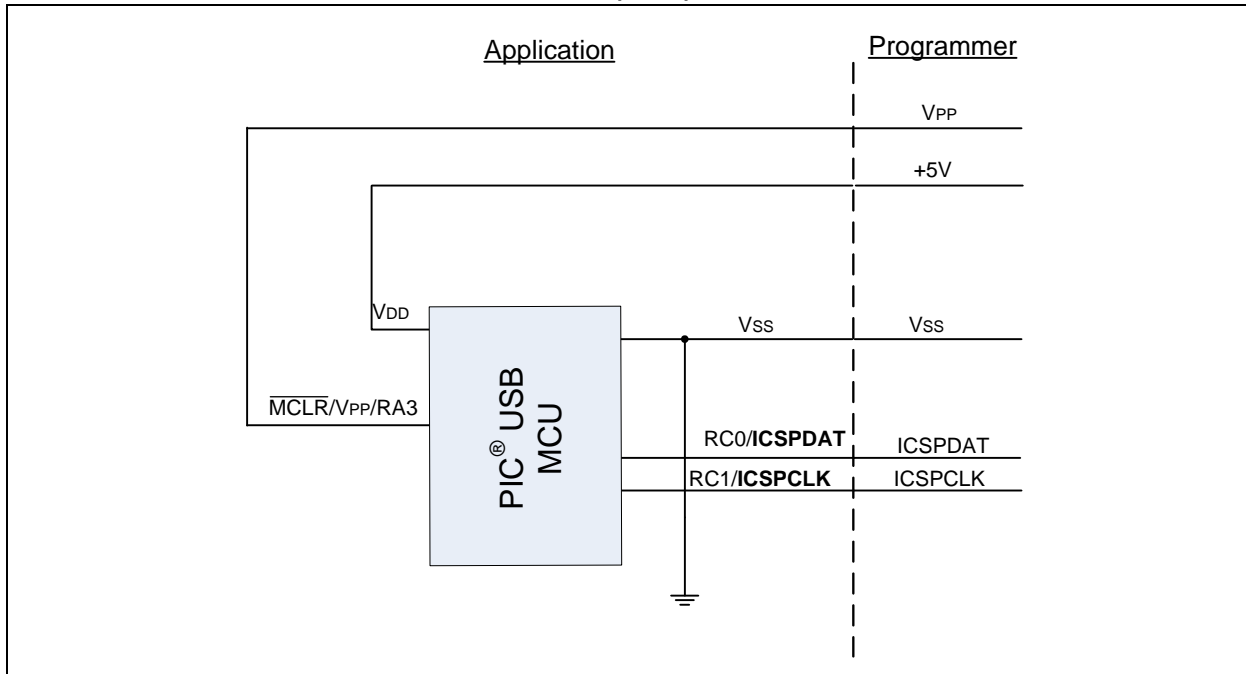 Application
Programmer
VPP
+5V
VDD
VSS
VSS
MCLR/VPP/RA3
PIC® USB
MCU
RC0/ICSPDAT
ICSPDAT
RC1/ICSPCLK
ICSPCLK